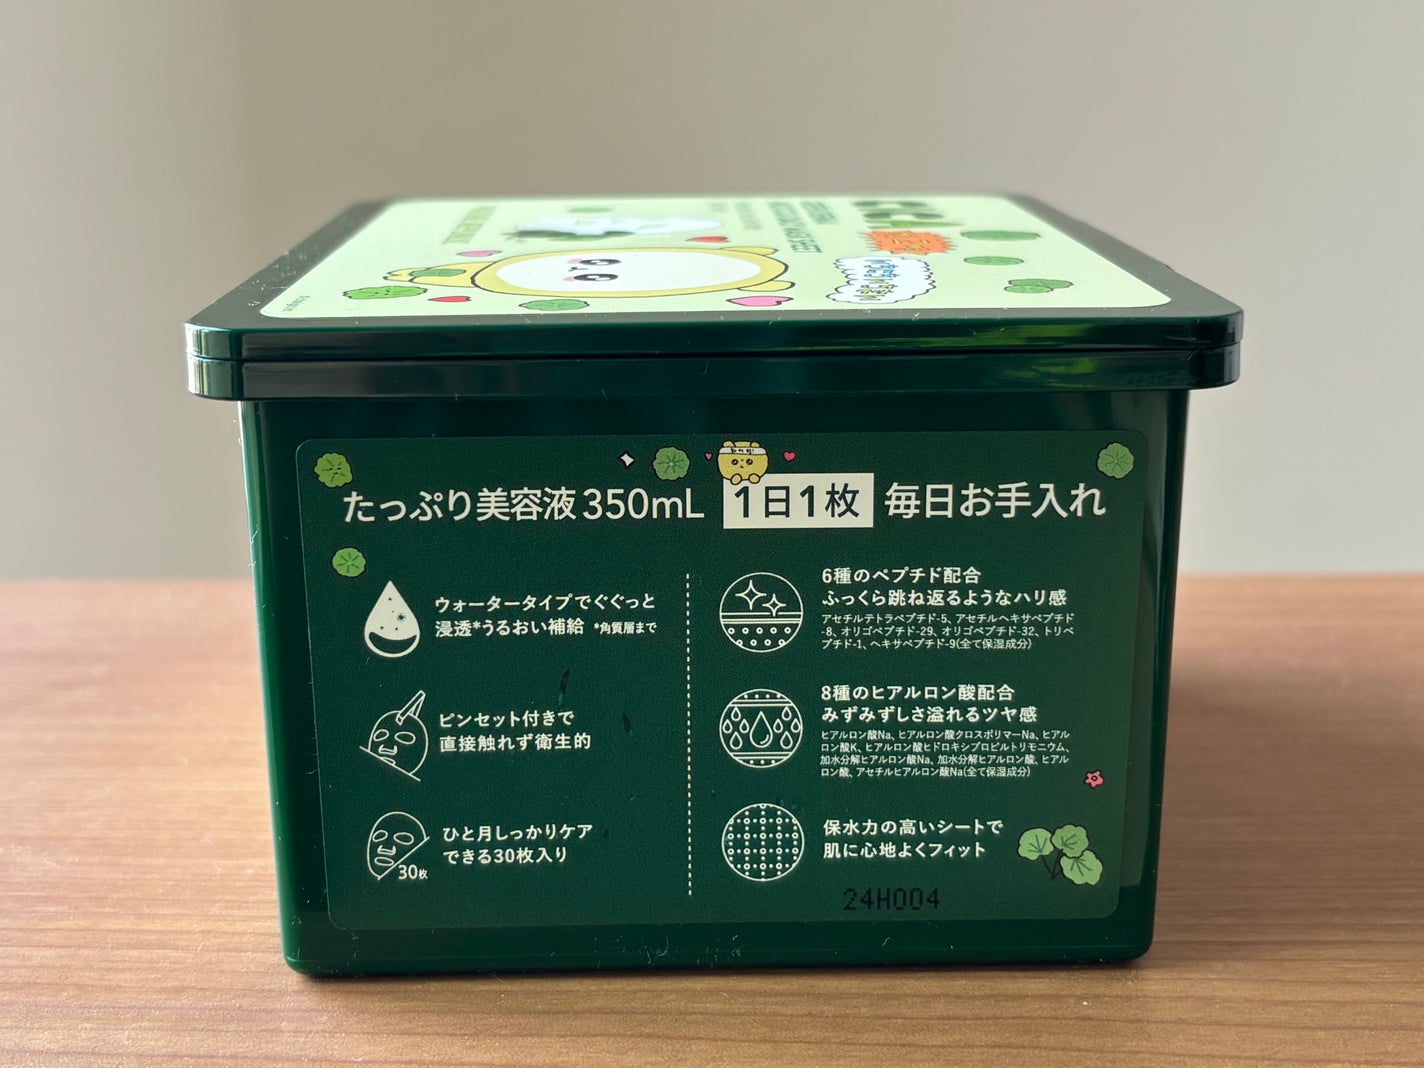 たっぷり美容液350mL 1日1枚 毎日お手入れ
ウォータータイプでぐぐっと
浸透*うるおい補給 *角質層まで
ピンセット付きで
直接触れず衛生的
ひと月しっかりケア
できる30枚入り
30枚
6種のペプチド配合
ふっくら跳ね返るようなハリ感
アセチルテトラペプチド-5、アセチルヘキサペプチド
-8、オリゴペプチド-29、オリゴペプチド-32、トリペ
プチド-1、ヘキサペプチド-9(全て保湿成分)
8種のヒアルロン酸配合
みずみずしさ溢れるツヤ感
ヒアルロン酸Na、ヒアルロン酸クロスポリマーNa、ヒアル
ロン酸K、ヒアルロン酸ヒドロキシプロピルトリモニウム、
加水分解ヒアルロン酸Na、加水分解ヒアルロン酸、ヒアル
ロン酸、アセチルヒアルロン酸Na(全て保湿成分)
保水力の高いシートで
肌に心地よくフィット
24H004